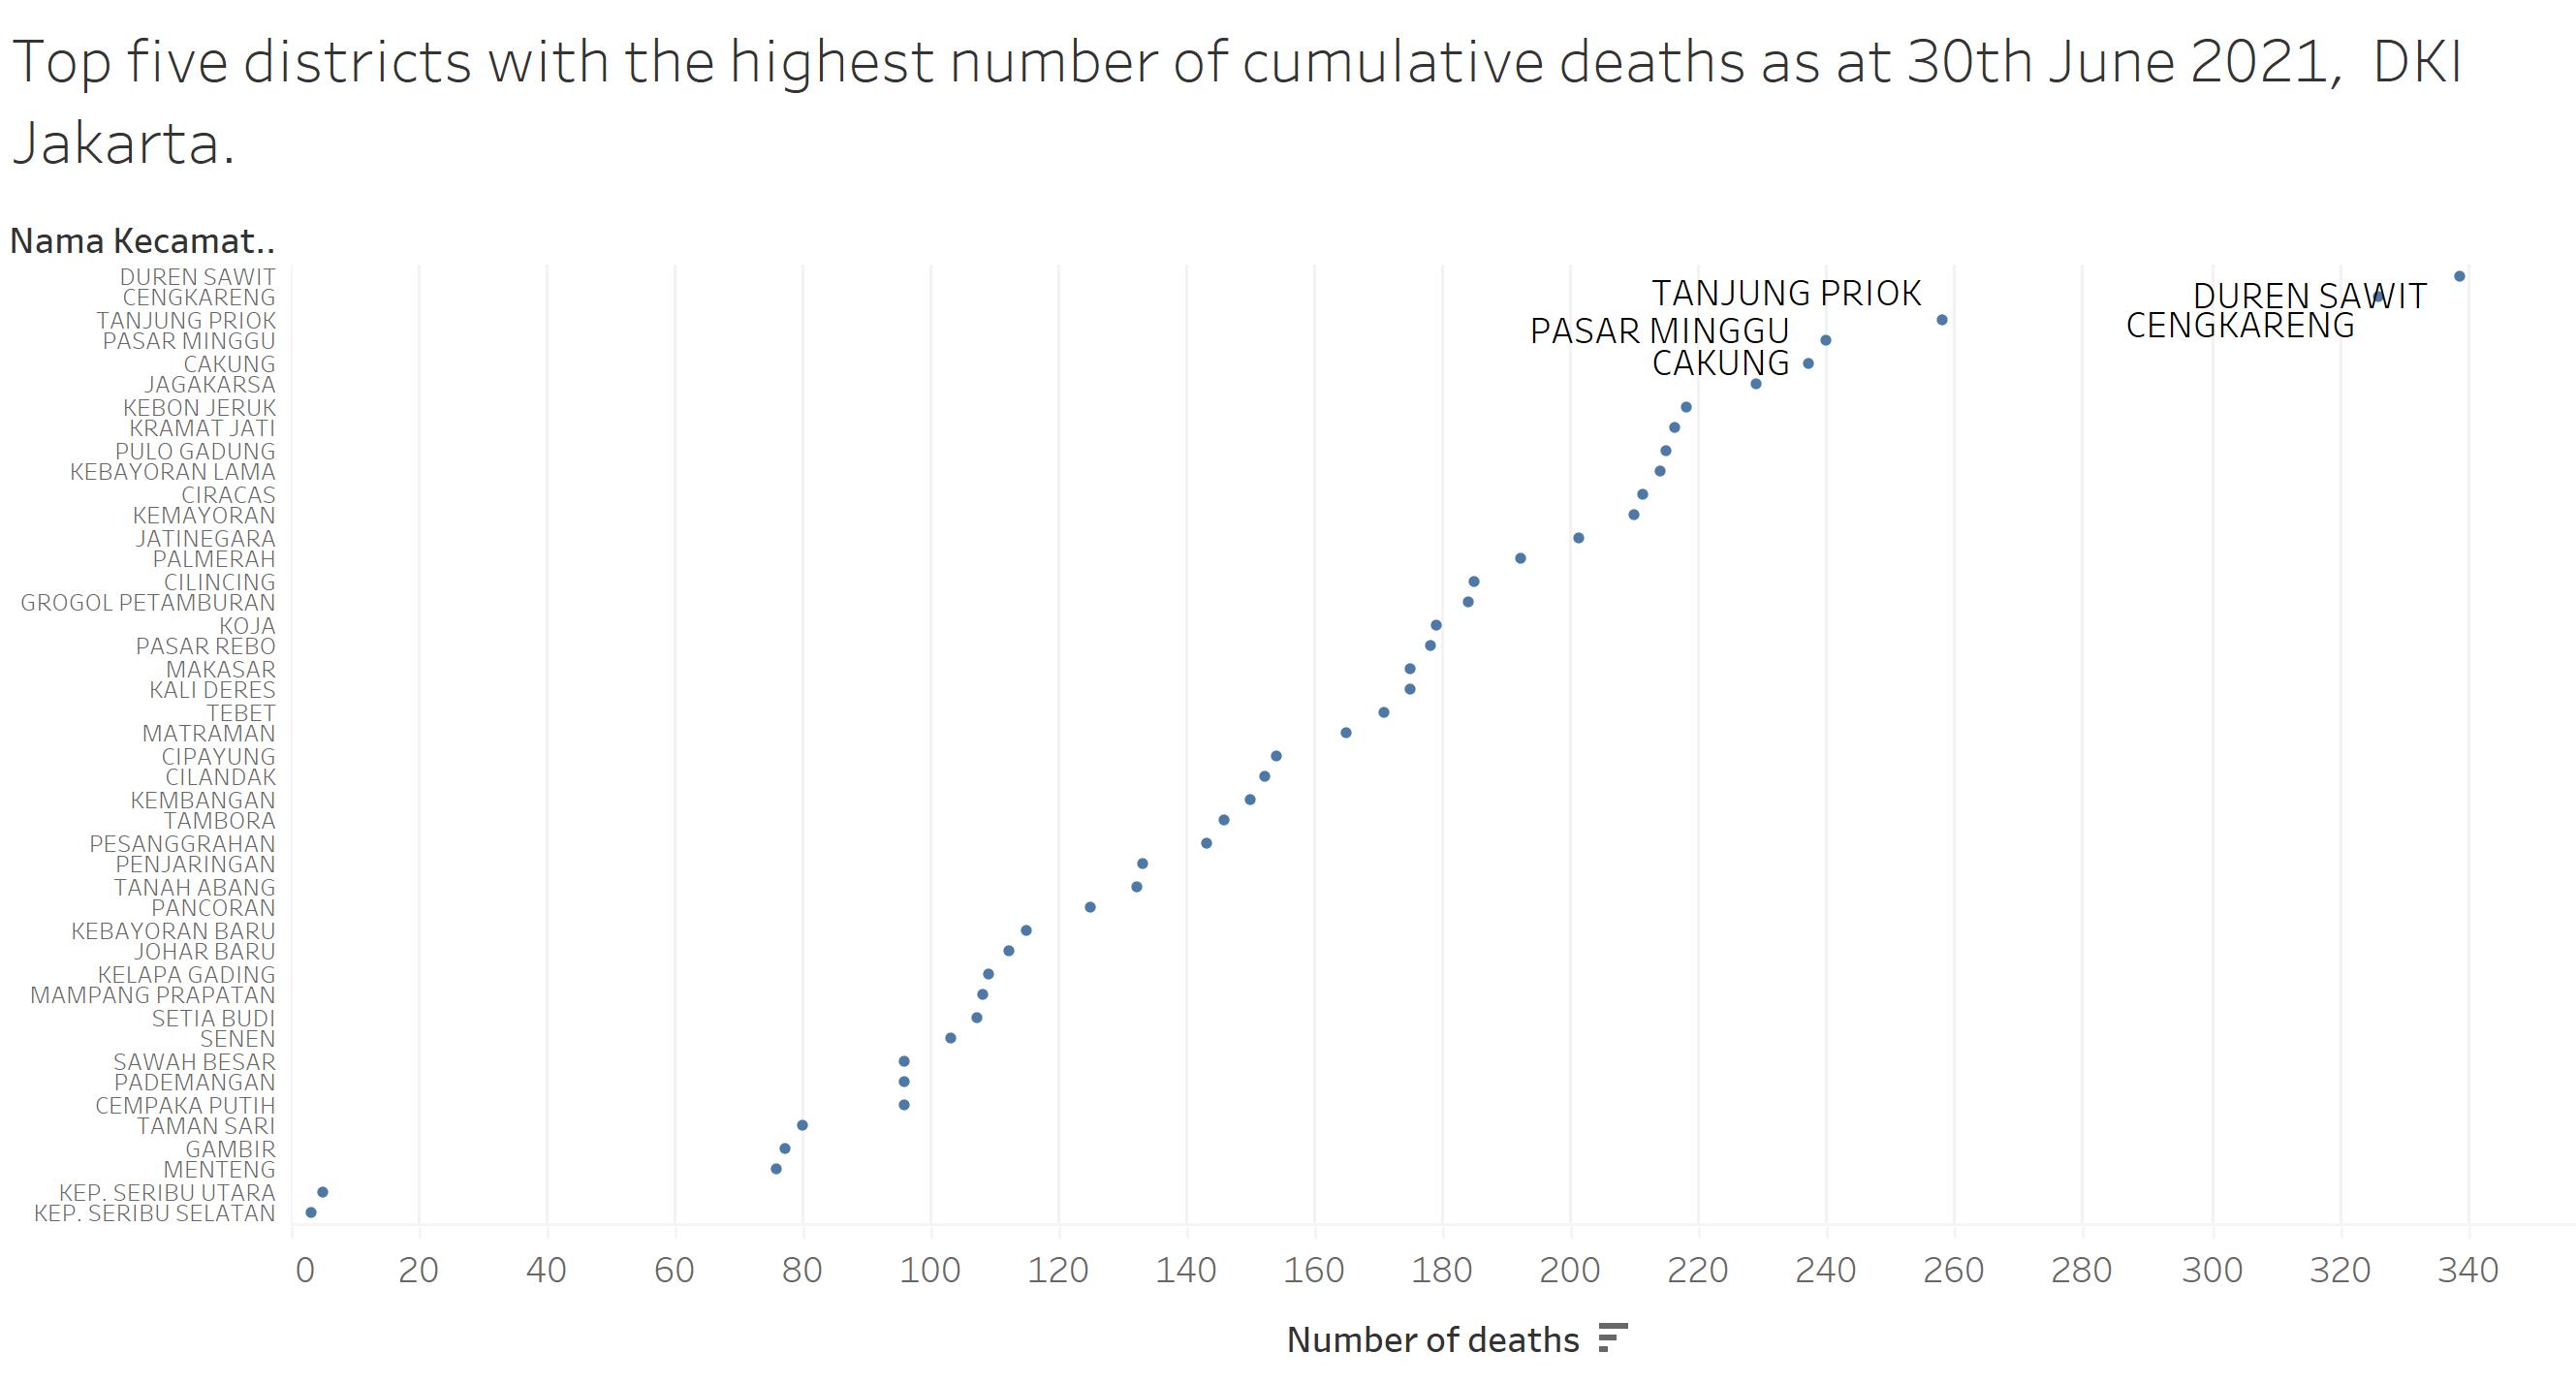 Top five districts with the highest number of cumulative deaths as at 30th June 2021, DKI
Jakarta.
Nama Kecamat..
DUREN SAWIT
CENGKARENG
TANJUNG PRIOK
PASAR MINGGU
CAKUNG
JAGAKARSA
KEBON JERUK
KRAMAT JATI
PULO GADUNG
KEBAYORAN LAMA
CIRACAS
KEMAYORAN
JATINEGARA
PALMERAH
CILINCING
GROGOL PETAMBURAN
KOJA
PASAR REBO
MAKASAR
KALI DERES
TEBET
MATRAMAN
CIPAYUNG
CILANDAK
KEMBANGAN
TAMBORA
PESANGGRAHAN
PENJARINGAN
TANAH ABANG
PANCORAN
KEBAYORAN BARU
JOHAR BARU
KELAPA GADING
MAMPANG PRAPATAN
SETIA BUDI
SENEN
SAWAH BESAR
PADEMANGAN
CEMPAKA PUTIH
TAMAN SARI
GAMBIR
MENTENG
KEP. SERIBU UTARA
KEP. SERIBU SELATAN
TANJUNG PRIOK
DUREN SAWIT
CENGKARENG
PASAR MINGGU
CAKUNG
0 20 40 60 80 100 120 140 160 180 200 220 240 260 280 300 320 340
Number of deaths